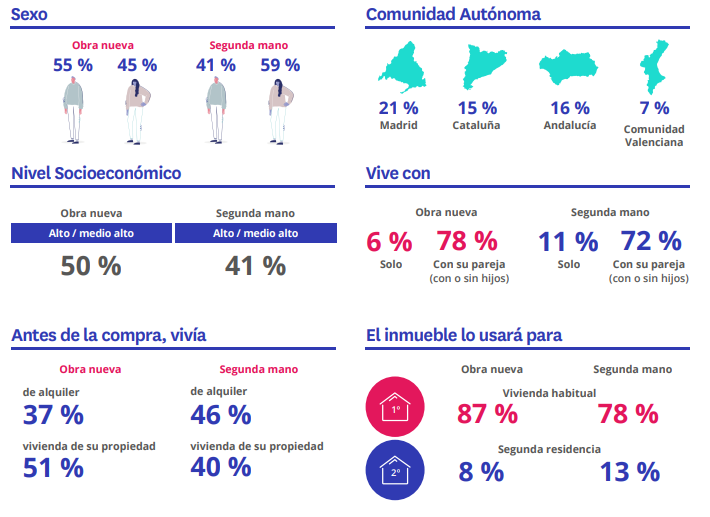 Sexo
Obra nueva
Segunda mano
55 %
45 %
41 %
59 %
Comunidad Autónoma
21 %
Madrid
15 %
Cataluña
16 %
Andalucía
7 %
Comunidad
Valenciana
Nivel Socioeconómico
Obra nueva
Segunda mano
Alto / medio alto
Alto / medio alto
50 %
41 %
Vive con
Obra nueva
Segunda mano
6 %
Solo
78 %
Con su pareja
(con o sin hijos)
11 %
Solo
72 %
Con su pareja
(con o sin hijos)
Antes de la compra, vivía
Obra nueva
Segunda mano
de alquiler
37 %
de alquiler
46 %
vivienda de su propiedad
51 %
vivienda de su propiedad
40 %
El inmueble lo usará para
Obra nueva
Segunda mano
1º
Vivienda habitual
87 %
78 %
2º
Segunda residencia
8 %
13 %